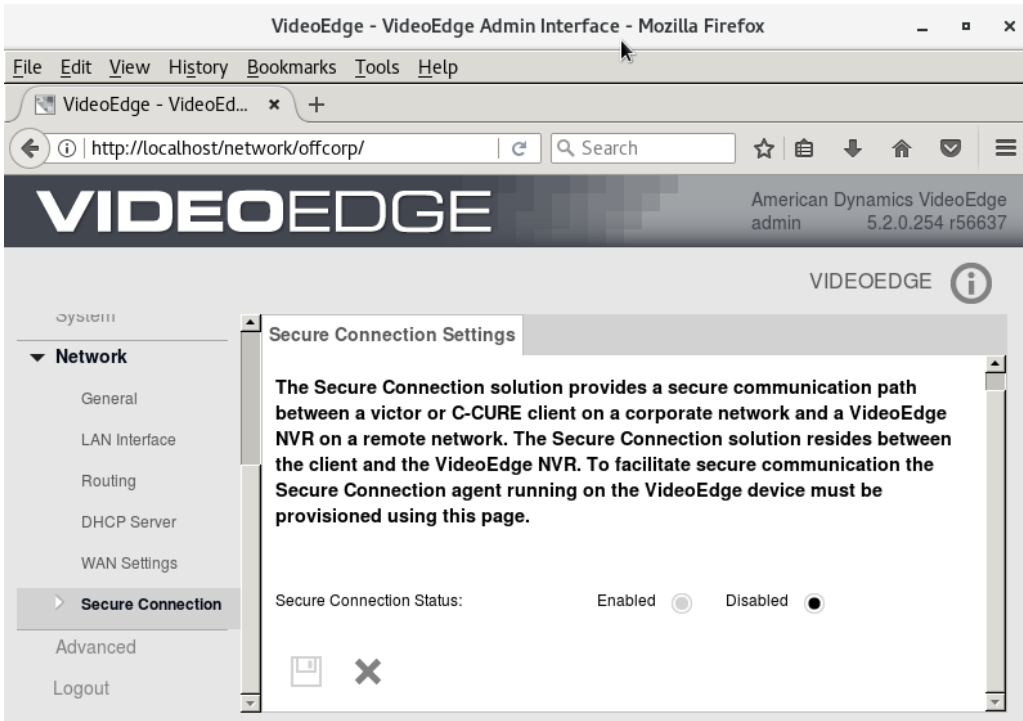 VideoEdge - VideoEdge Admin Interface - Mozilla Firefox
File Edit View History Bookmarks Tools Help
VideoEdge - VideoEd...
http://localhost/network/offcorp/
Search
VIDEOEDGE
American Dynamics VideoEdge
admin 5.2.0.254 r56637
VIDEOEDGE
System
Network
General
LAN Interface
Routing
DHCP Server
WAN Settings
Secure Connection
Advanced
Logout
Secure Connection Settings
The Secure Connection solution provides a secure communication path
between a victor or C-CURE client on a corporate network and a VideoEdge
NVR on a remote network. The Secure Connection solution resides between
the client and the VideoEdge NVR. To facilitate secure communication the
Secure Connection agent running on the VideoEdge device must be
provisioned using this page.
Secure Connection Status: Enabled Disabled